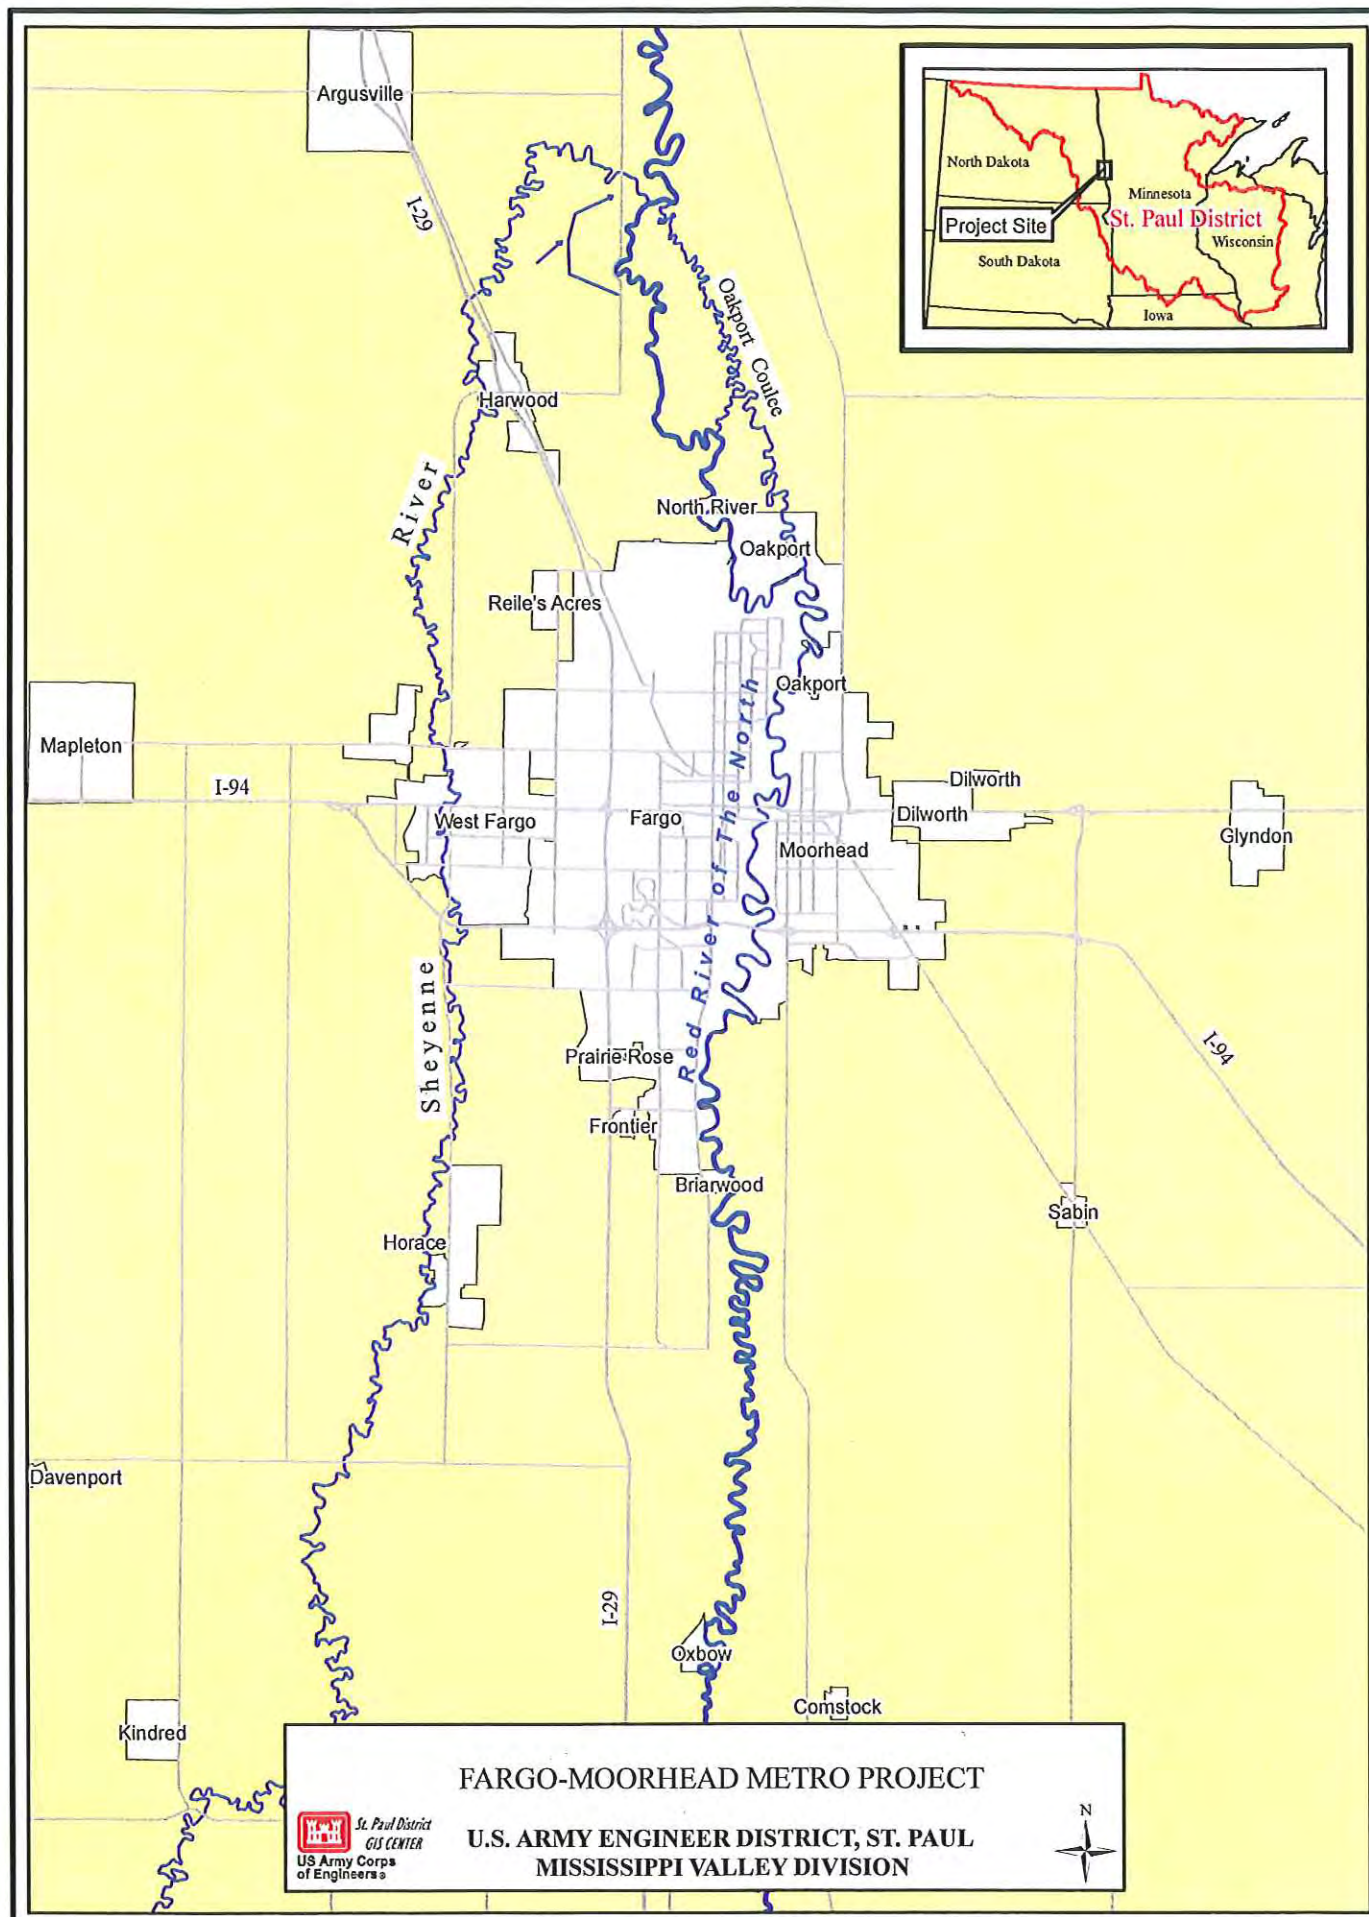 Argusville
I-29
North Dakota
Minnesota
Project Site
St. Paul District
Wisconsin
South Dakota
Iowa
Oakport Coulee
Harwood
River
North River
Oakport
Reile's Acres
Oakport
Mapleton
I-94
Dilworth
Dilworth
West Fargo
Fargo
Moorhead
Glyndon
Red River of The North
Sheyenne
Prairie Rose
I-94
Frontier
Briarwood
Sabin
Horace
Davenport
I-29
Oxbow
Comstock
Kindred
FARGO-MOORHEAD METRO PROJECT
St. Paul District
GIS CENTER
US Army Corps
of Engineers®
U.S. ARMY ENGINEER DISTRICT, ST. PAUL
MISSISSIPPI VALLEY DIVISION
N